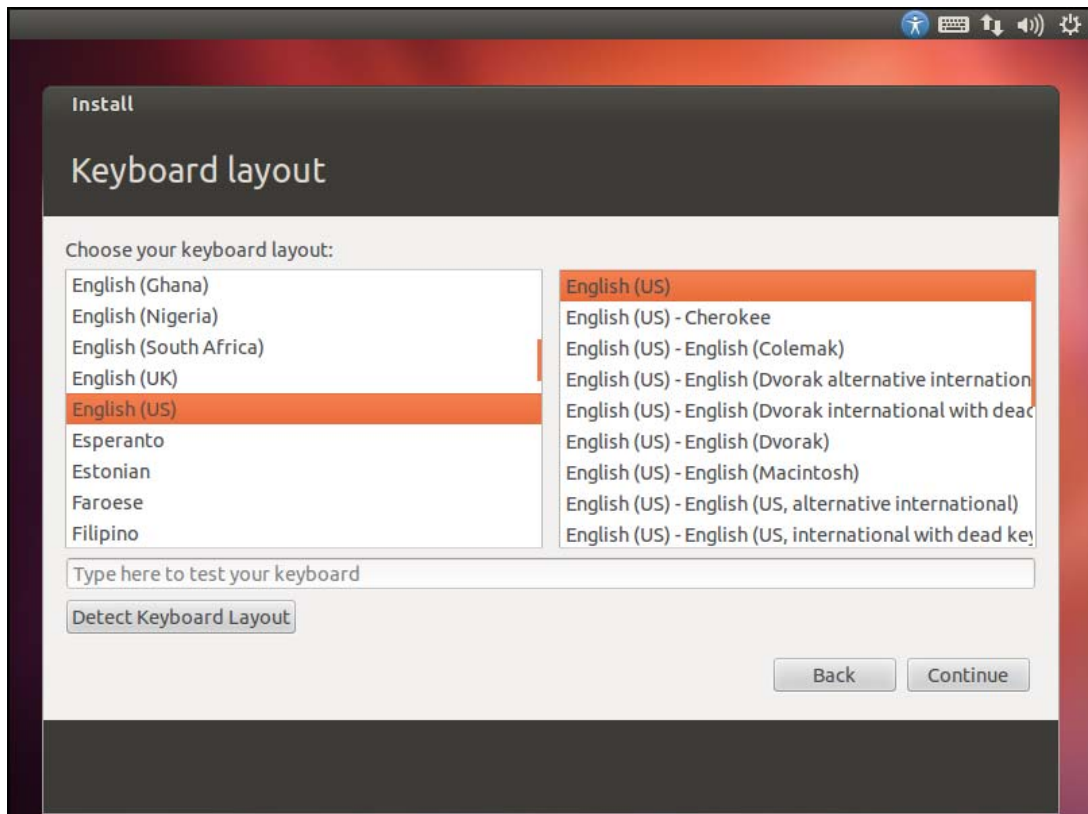 Install
Keyboard layout
Choose your keyboard layout:
English (Ghana)
English (Nigeria)
English (South Africa)
English (UK)
English (US)
Esperanto
Estonian
Faroese
Filipino
English (US)
English (US) - Cherokee
English (US) - English (Colemak)
English (US) - English (Dvorak alternative internation
English (US) - English (Dvorak international with dead
English (US) - English (Dvorak)
English (US) - English (Macintosh)
English (US) - English (US, alternative international)
English (US) - English (US, international with dead key
Type here to test your keyboard
Detect Keyboard Layout
Back
Continue